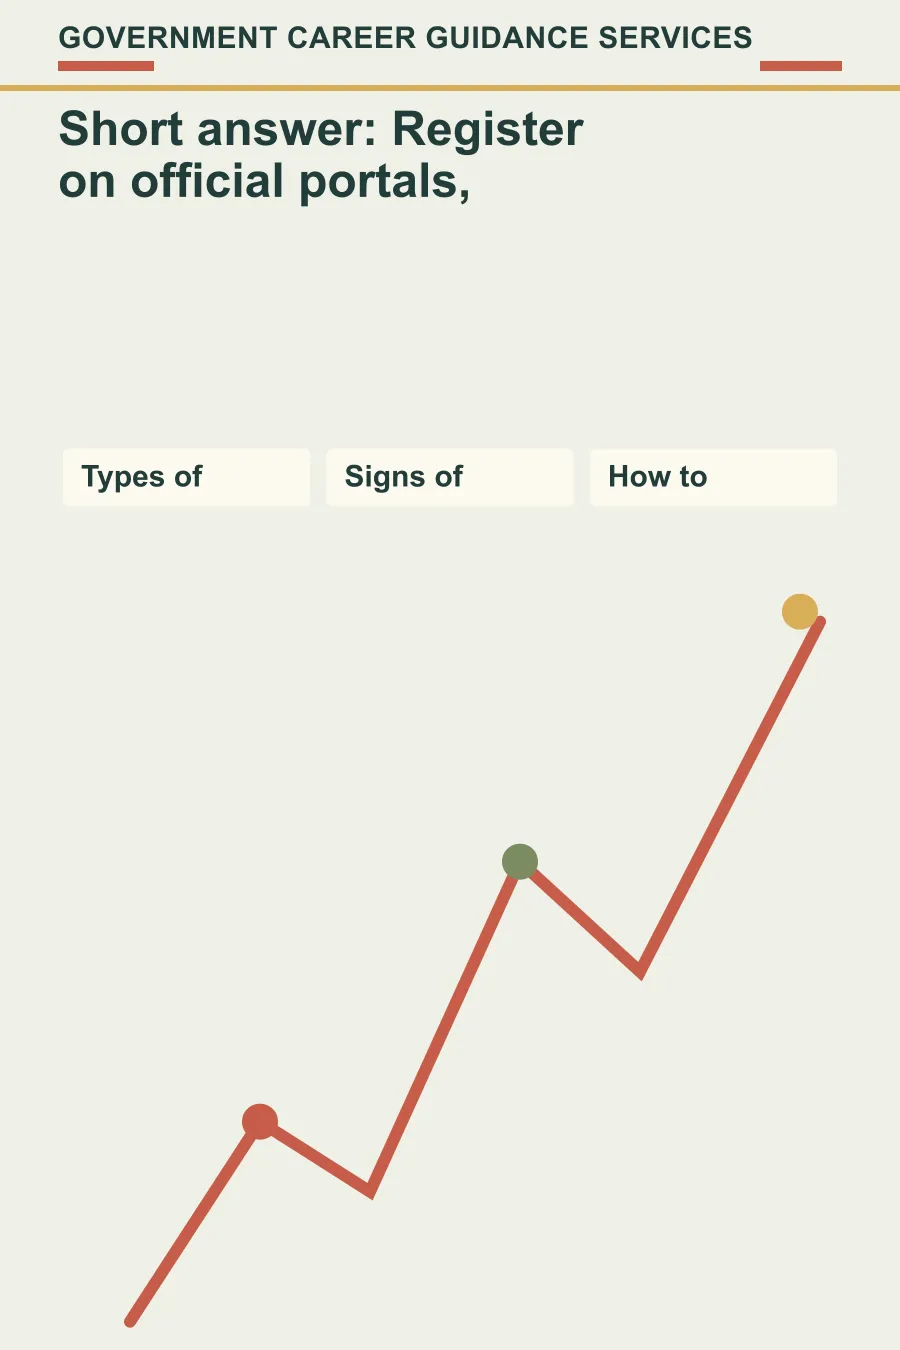 GOVERNMENT CAREER GUIDANCE SERVICES
Short answer: Register
on official portals,
Types of
Signs of
How to